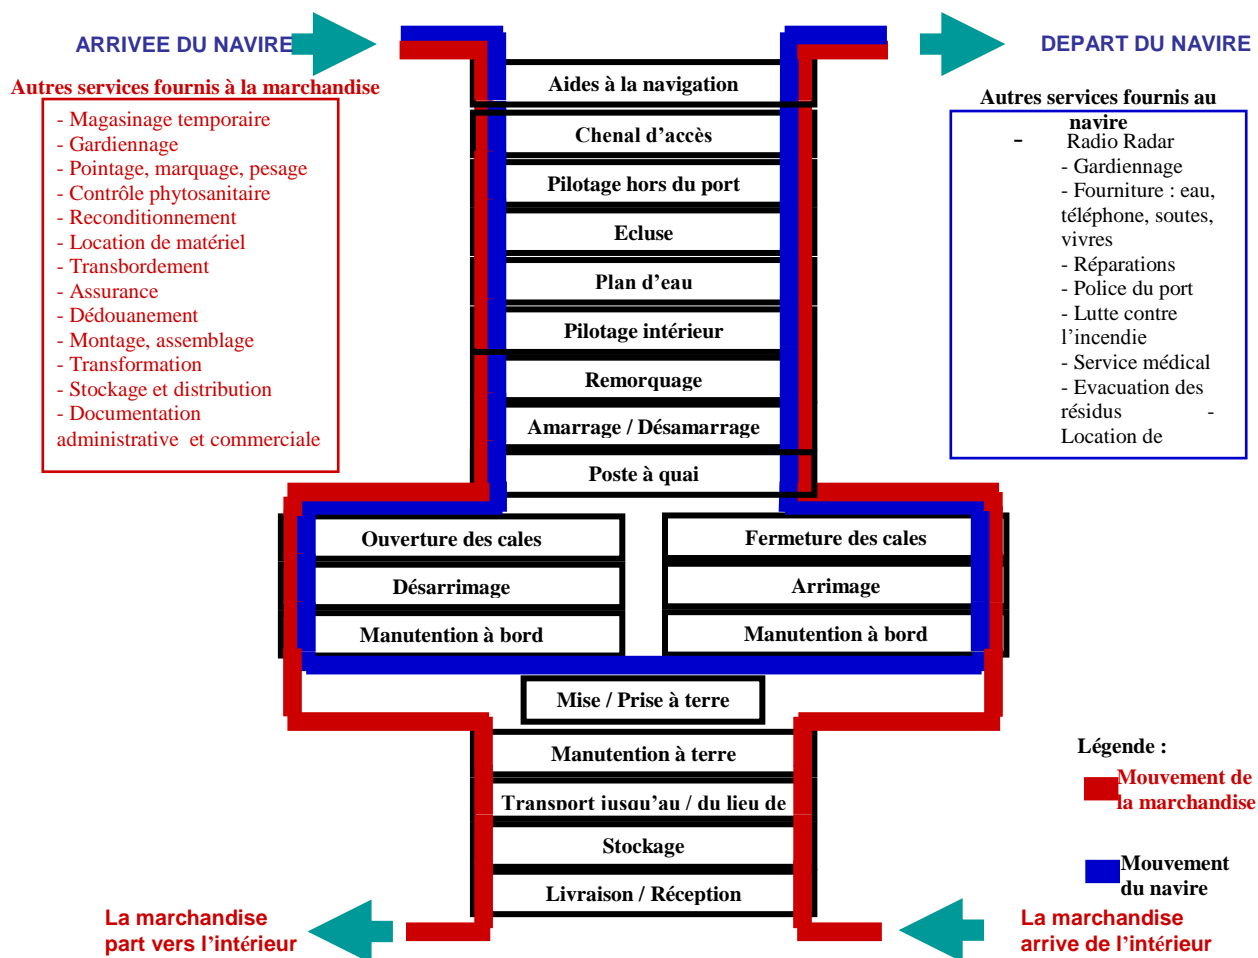 ARRIVEE DU NAVIRE
DEPART DU NAVIRE
Autres services fournis à la marchandise
- Magasinage temporaire
- Gardiennage
- Pointage, marquage, pesage
- Contrôle phytosanitaire
- Reconditionnement
- Location de matériel
- Transbordement
- Assurance
- Dédouanement
- Montage, assemblage
- Transformation
- Stockage et distribution
- Documentation
administrative et commerciale
Aides à la navigation
Chenal d’accès
Pilotage hors du port
Ecluse
Plan d’eau
Pilotage intérieur
Remorquage
Amarrage / Désamarrage
Poste à quai
Autres services fournis au
navire
- Radio Radar
- Gardiennage
- Fourniture : eau,
téléphone, soutes,
vivres
- Réparations
- Police du port
- Lutte contre
l’incendie
- Service médical
- Evacuation des
résidus -
Location de
Ouverture des cales
Désarrimage
Manutention à bord
Fermeture des cales
Arrimage
Manutention à bord
Mise / Prise à terre
Manutention à terre
Transport jusqu’au / du lieu de
Stockage
Livraison / Réception
Légende :
Mouvement de
la marchandise
Mouvement
du navire
La marchandise
part vers l’intérieur
La marchandise
arrive de l’intérieur